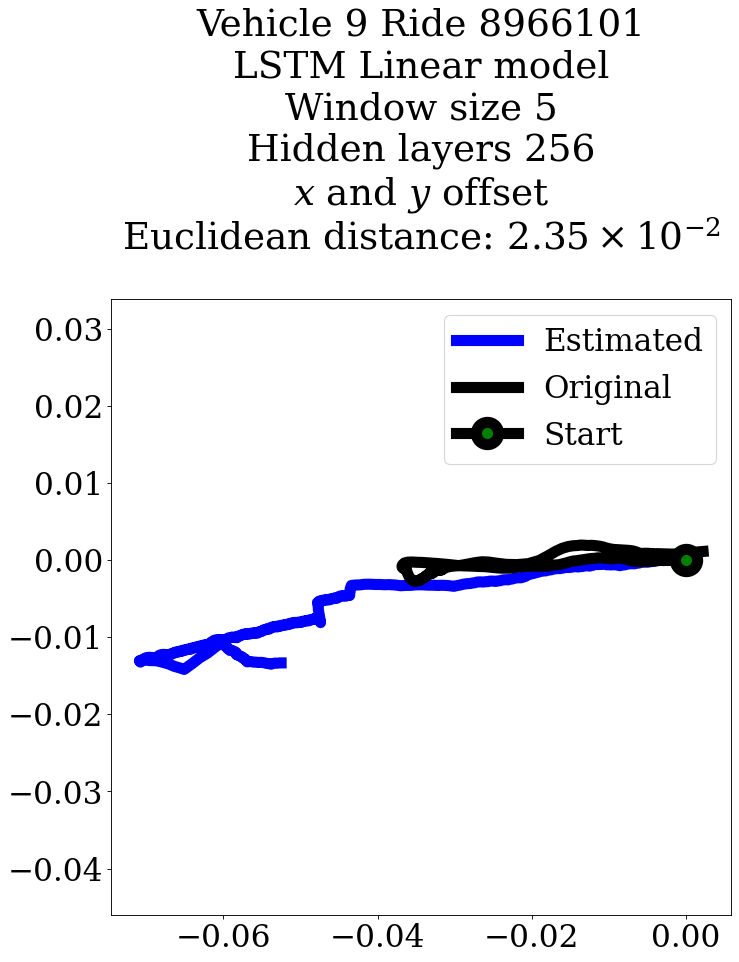 Vehicle 9 Ride 8966101
LSTM Linear model
Window size 5
Hidden layers 256
x and y offset
Euclidean distance: 2.35 × 10⁻²
Estimated
Original
Start
0.03
0.02
0.01
0.00
−0.01
−0.02
−0.03
−0.04
−0.06 −0.04 −0.02 0.00